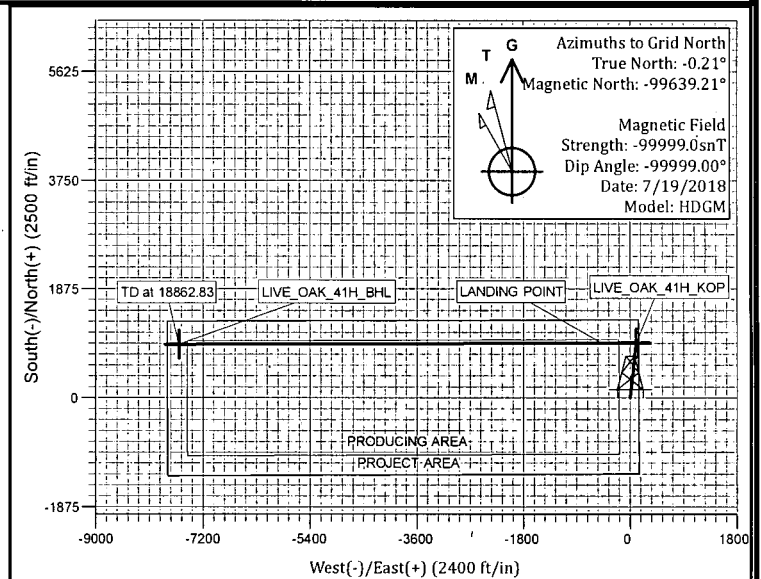 T G
M
Azimuths to Grid North
True North: -0.21°
Magnetic North: -99639.21°
Magnetic Field
Strength: -99999.0snT
Dip Angle: -99999.00°
Date: 7/19/2018
Model: HDGM
South(-)/North(+) (2500 ft/in)
5625
3750
1875
0
-1875
TD at 18862.83
LIVE_OAK_41H_BHL
LANDING POINT
LIVE_OAK_41H_KOP
PRODUCING AREA
PROJECT AREA
-9000 -7200 -5400 -3600 -1800 0 1800
West(-)/East(+) (2400 ft/in)